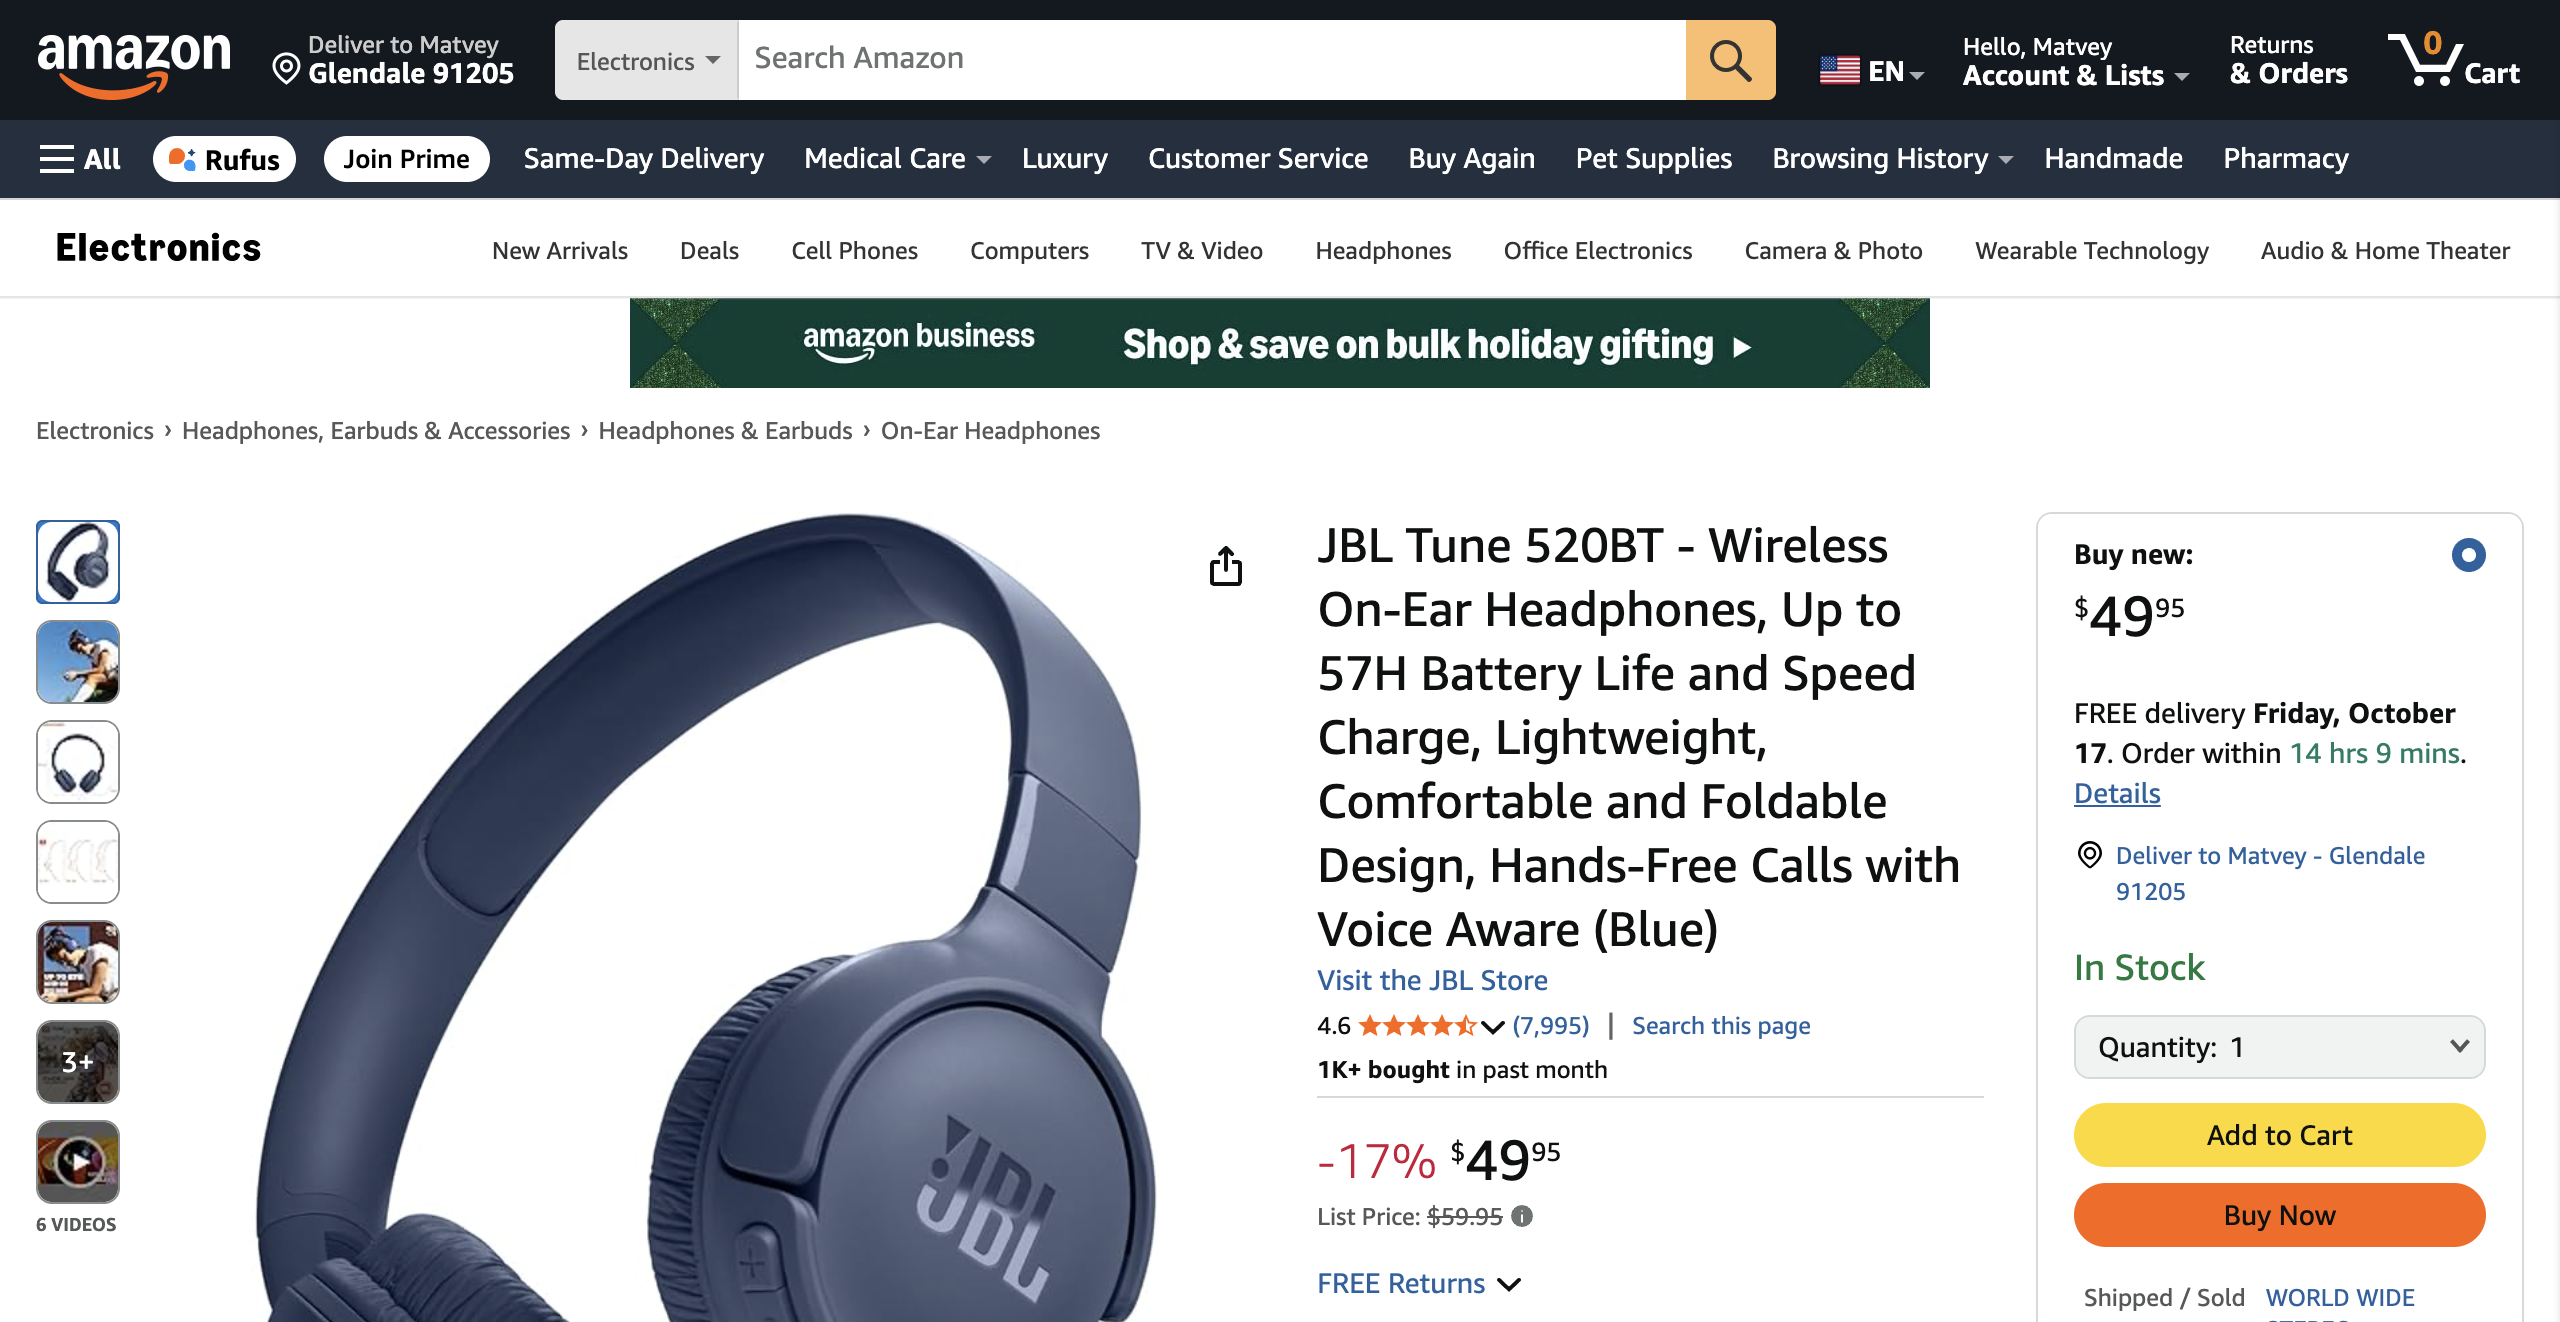 amazon
Deliver to Matvey
Glendale 91205
Electronics
Search Amazon
EN
Hello, Matvey
Account & Lists
Returns
& Orders
0
Cart
All
Rufus
Join Prime
Same-Day Delivery
Medical Care
Luxury
Customer Service
Buy Again
Pet Supplies
Browsing History
Handmade
Pharmacy
Electronics
New Arrivals
Deals
Cell Phones
Computers
TV & Video
Headphones
Office Electronics
Camera & Photo
Wearable Technology
Audio & Home Theater
amazon business
Shop & save on bulk holiday gifting
Electronics › Headphones, Earbuds & Accessories › Headphones & Earbuds › On-Ear Headphones
3+
6 VIDEOS
JBL
JBL Tune 520BT - Wireless
On-Ear Headphones, Up to
57H Battery Life and Speed
Charge, Lightweight,
Comfortable and Foldable
Design, Hands-Free Calls with
Voice Aware (Blue)
Visit the JBL Store
4.6
(7,995) | Search this page
1K+ bought in past month
-17% $49.95
List Price: $59.95
FREE Returns
Buy new:
$49.95
FREE delivery Friday, October
17. Order within 14 hrs 9 mins.
Details
Deliver to Matvey - Glendale
91205
In Stock
Quantity: 1
Add to Cart
Buy Now
Shipped / Sold
WORLD WIDE